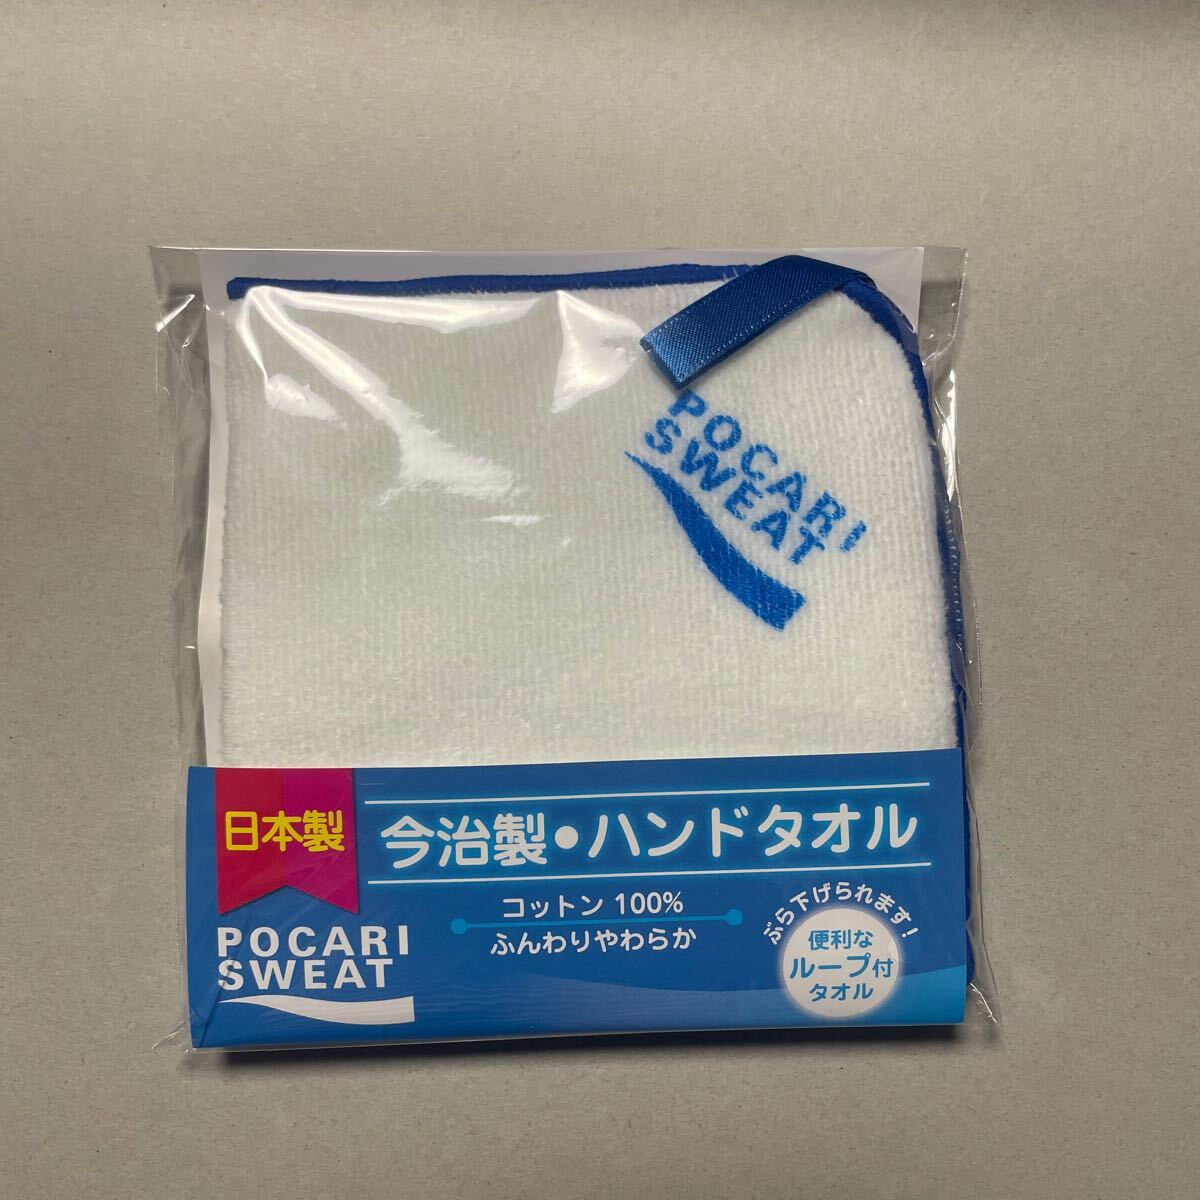 POCARI
SWEAT
日本製
今治製・ハンドタオル
コットン 100%
ふんわりやわらか
ぶら下げられます!
便利な
ループ付
タオル
POCARI
SWEAT